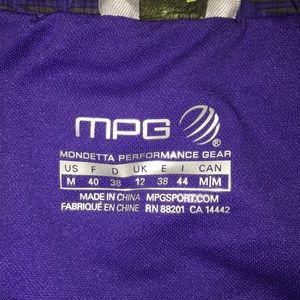 MPG
MONDETTA PERFORMANCE GEAR
US F D UK E I CAN
M 40 38 12 38 44 M|M
MADE IN CHINA MPGSPORT.COM
FABRIQUÉ EN CHINE RN 88201 CA 14442